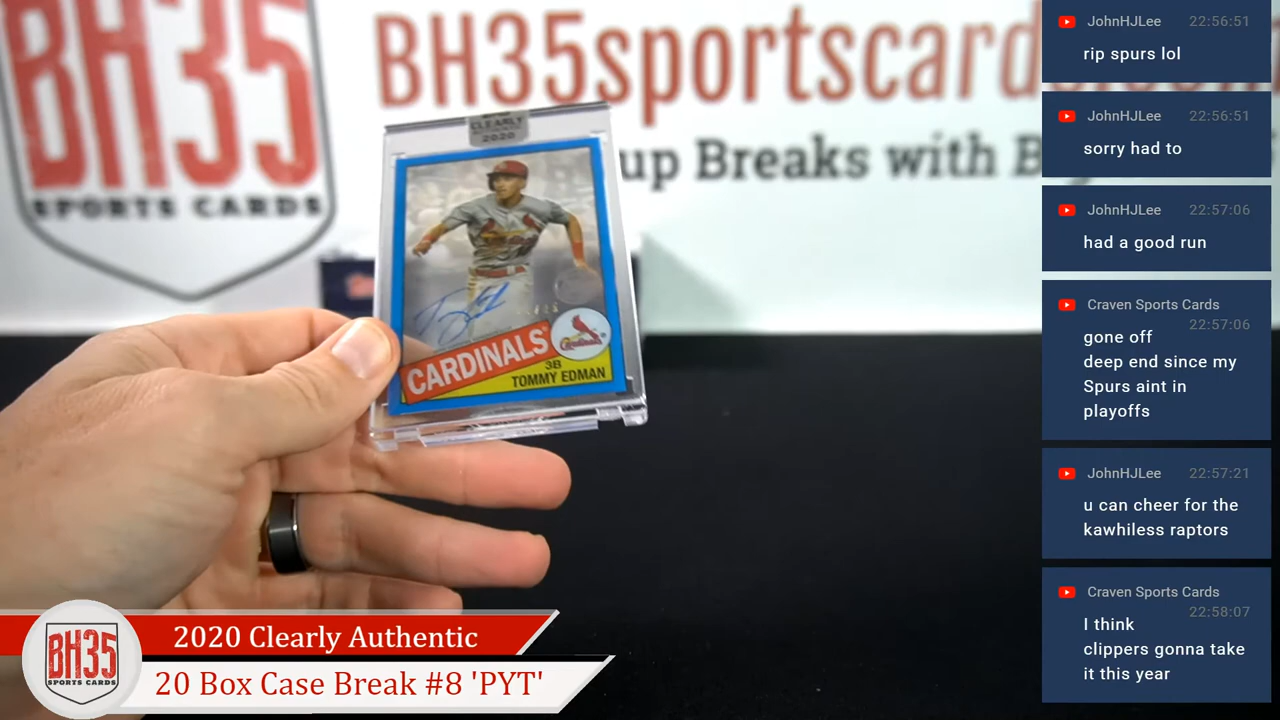 BH35
SPORTS CARDS
BH35sportscards
up Breaks with
CLEARLY
2020
CARDINALS
3B
TOMMY EDMAN
BH35
SPORTS CARDS
2020 Clearly Authentic
20 Box Case Break #8 'PYT'
JohnHJLee 22:56:51
rip spurs lol
JohnHJLee 22:56:51
sorry had to
JohnHJLee 22:57:06
had a good run
Craven Sports Cards
22:57:06
gone off
deep end since my
Spurs aint in
playoffs
JohnHJLee 22:57:21
u can cheer for the
kawhiless raptors
Craven Sports Cards
22:58:07
I think
clippers gonna take
it this year